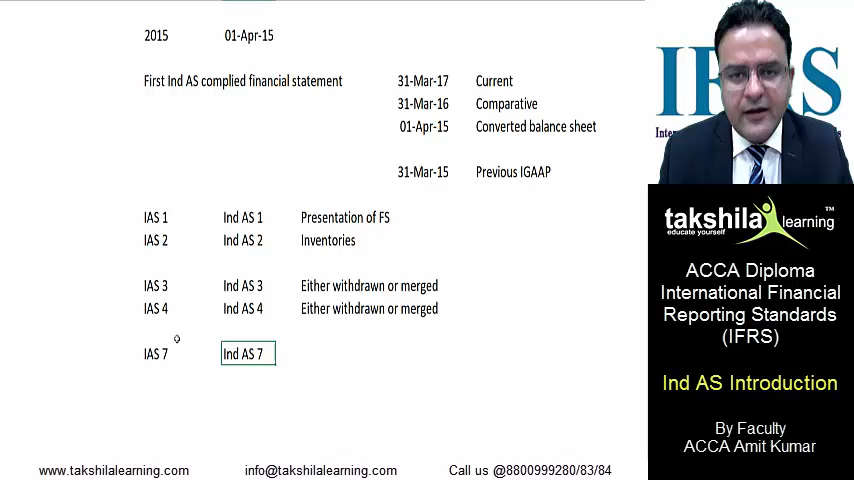 2015 01-Apr-15
First Ind AS complied financial statement 31-Mar-17 Current
31-Mar-16 Comparative
01-Apr-15 Converted balance sheet
31-Mar-15 Previous IGAAP
IAS 1 Ind AS 1 Presentation of FS
IAS 2 Ind AS 2 Inventories
IAS 3 Ind AS 3 Either withdrawn or merged
IAS 4 Ind AS 4 Either withdrawn or merged
IAS 7 Ind AS 7
www.takshilalearning.com info@takshilalearning.com Call us @8800999280/83/84
takshila learning ™
educate yourself
ACCA Diploma
International Financial
Reporting Standards
(IFRS)
Ind AS Introduction
By Faculty
ACCA Amit Kumar